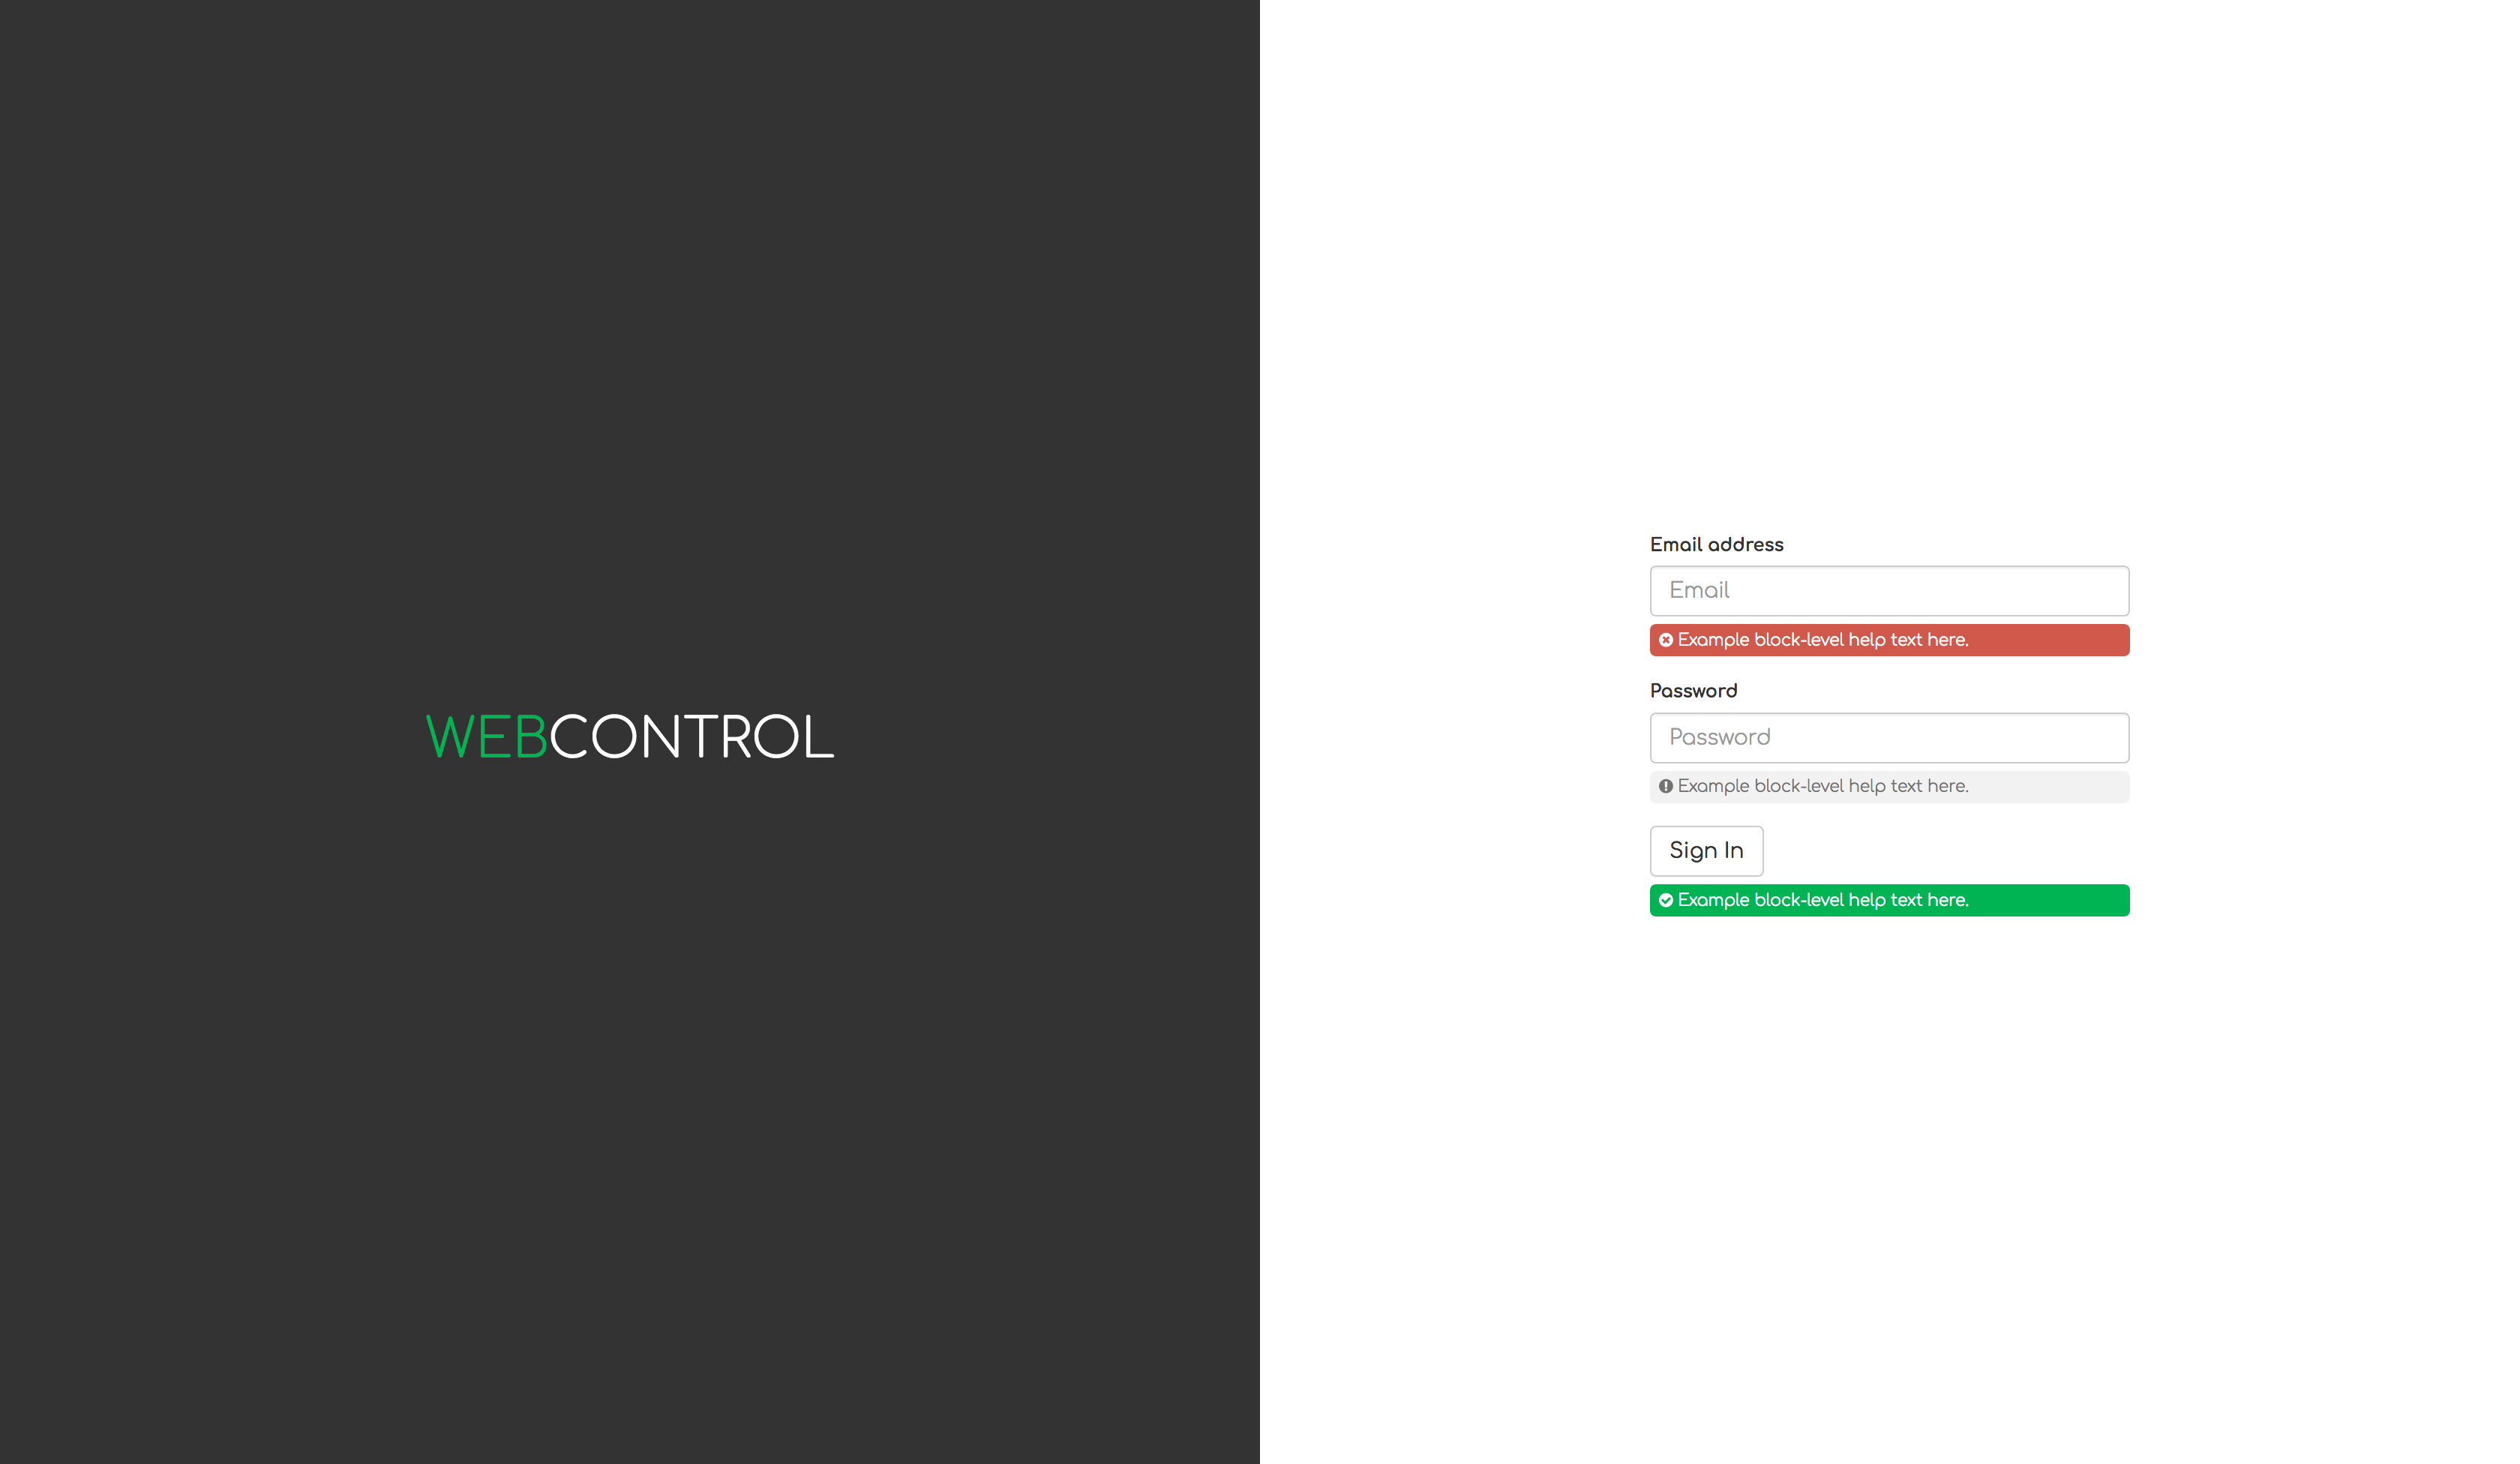 WEBCONTROL
Email address
Email
Example block-level help text here.
Password
Password
Example block-level help text here.
Sign In
Example block-level help text here.